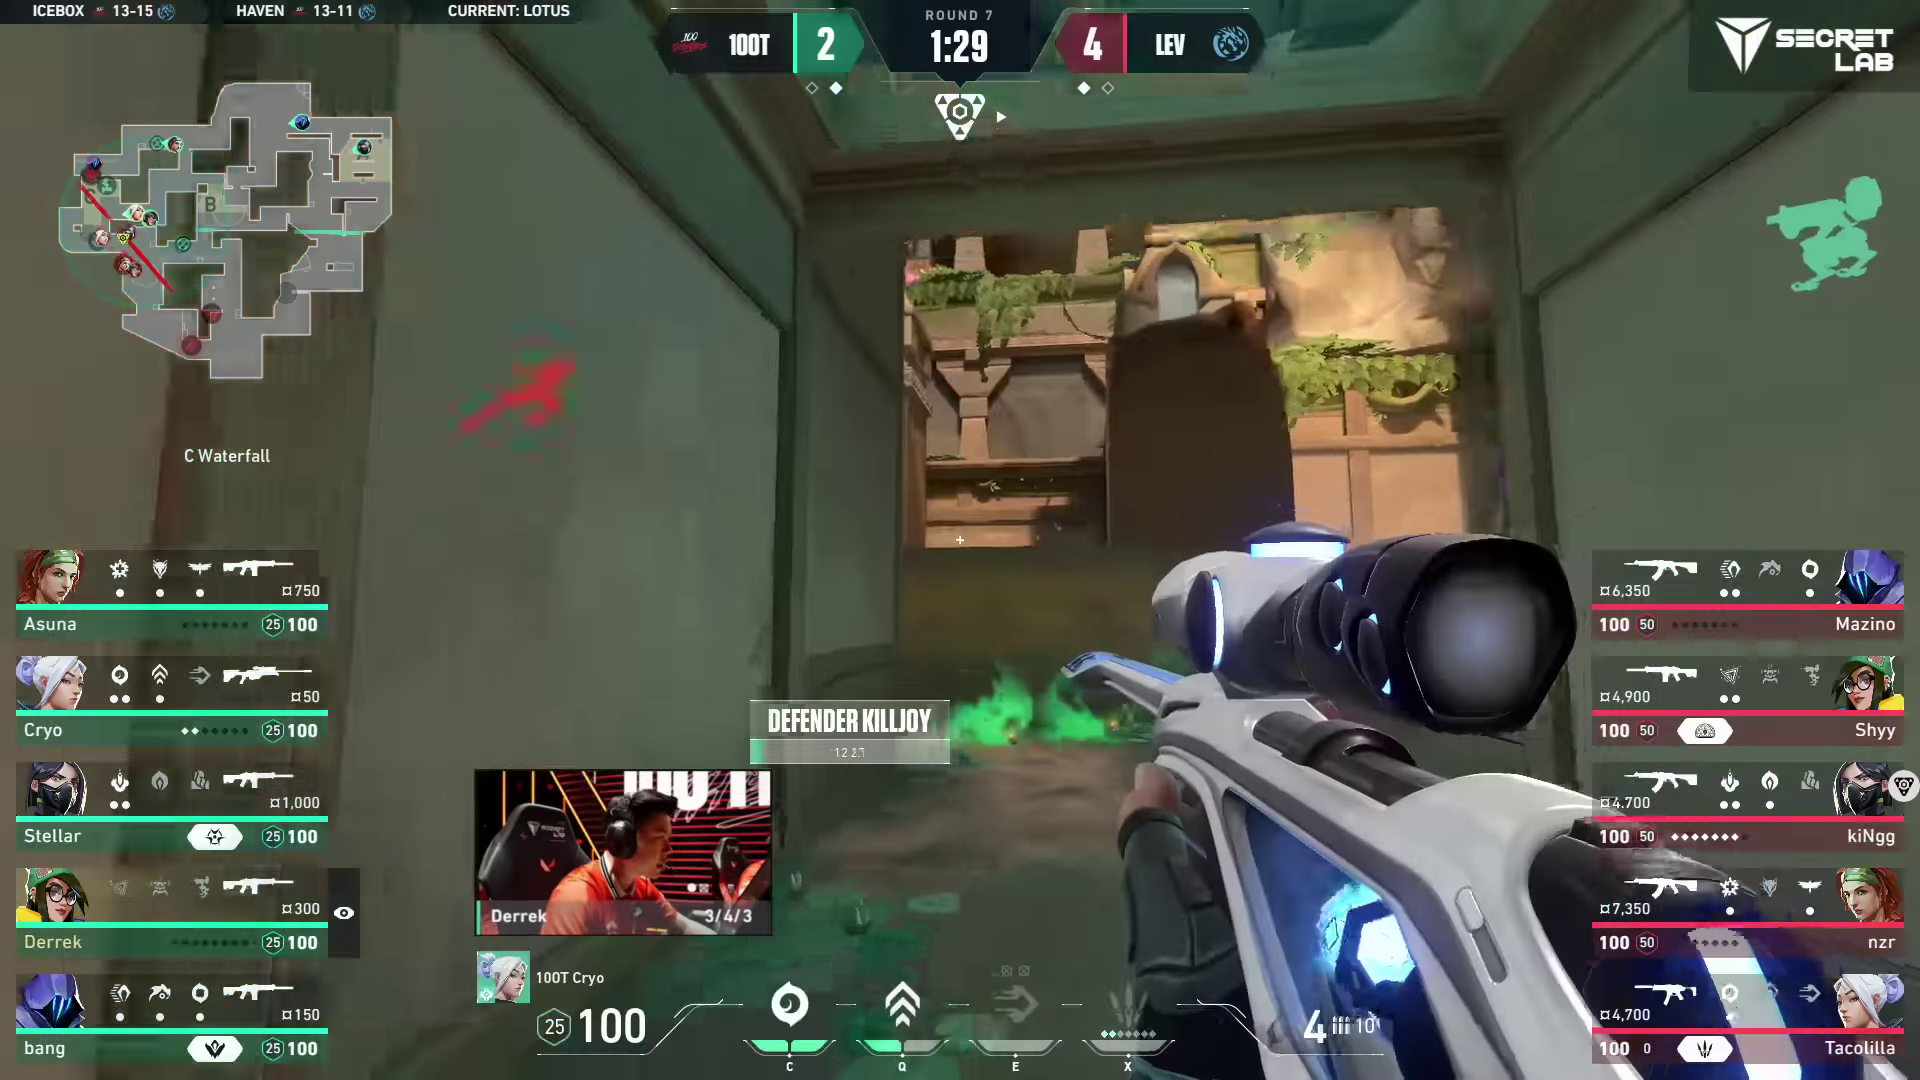 ICEBOX 13-15 HAVEN 13-11 CURRENT: LOTUS
ROUND 7
100T 2 1:29 4 LEV
SECRET LAB
B
C Waterfall
750
Asuna 25 100
50
Cryo 25 100
1,000
Stellar 25 100
300
Derrek 25 100
150
bang 25 100
6,350
100 50 Mazino
4,900
100 50 Shyy
4,700
100 50 kiNgg
7,350
100 50 nzr
4,700
100 0 Tacolilla
DEFENDER KILLJOY
Derrek 3/4/3
100T Cryo
25 100
4 10
C Q E X